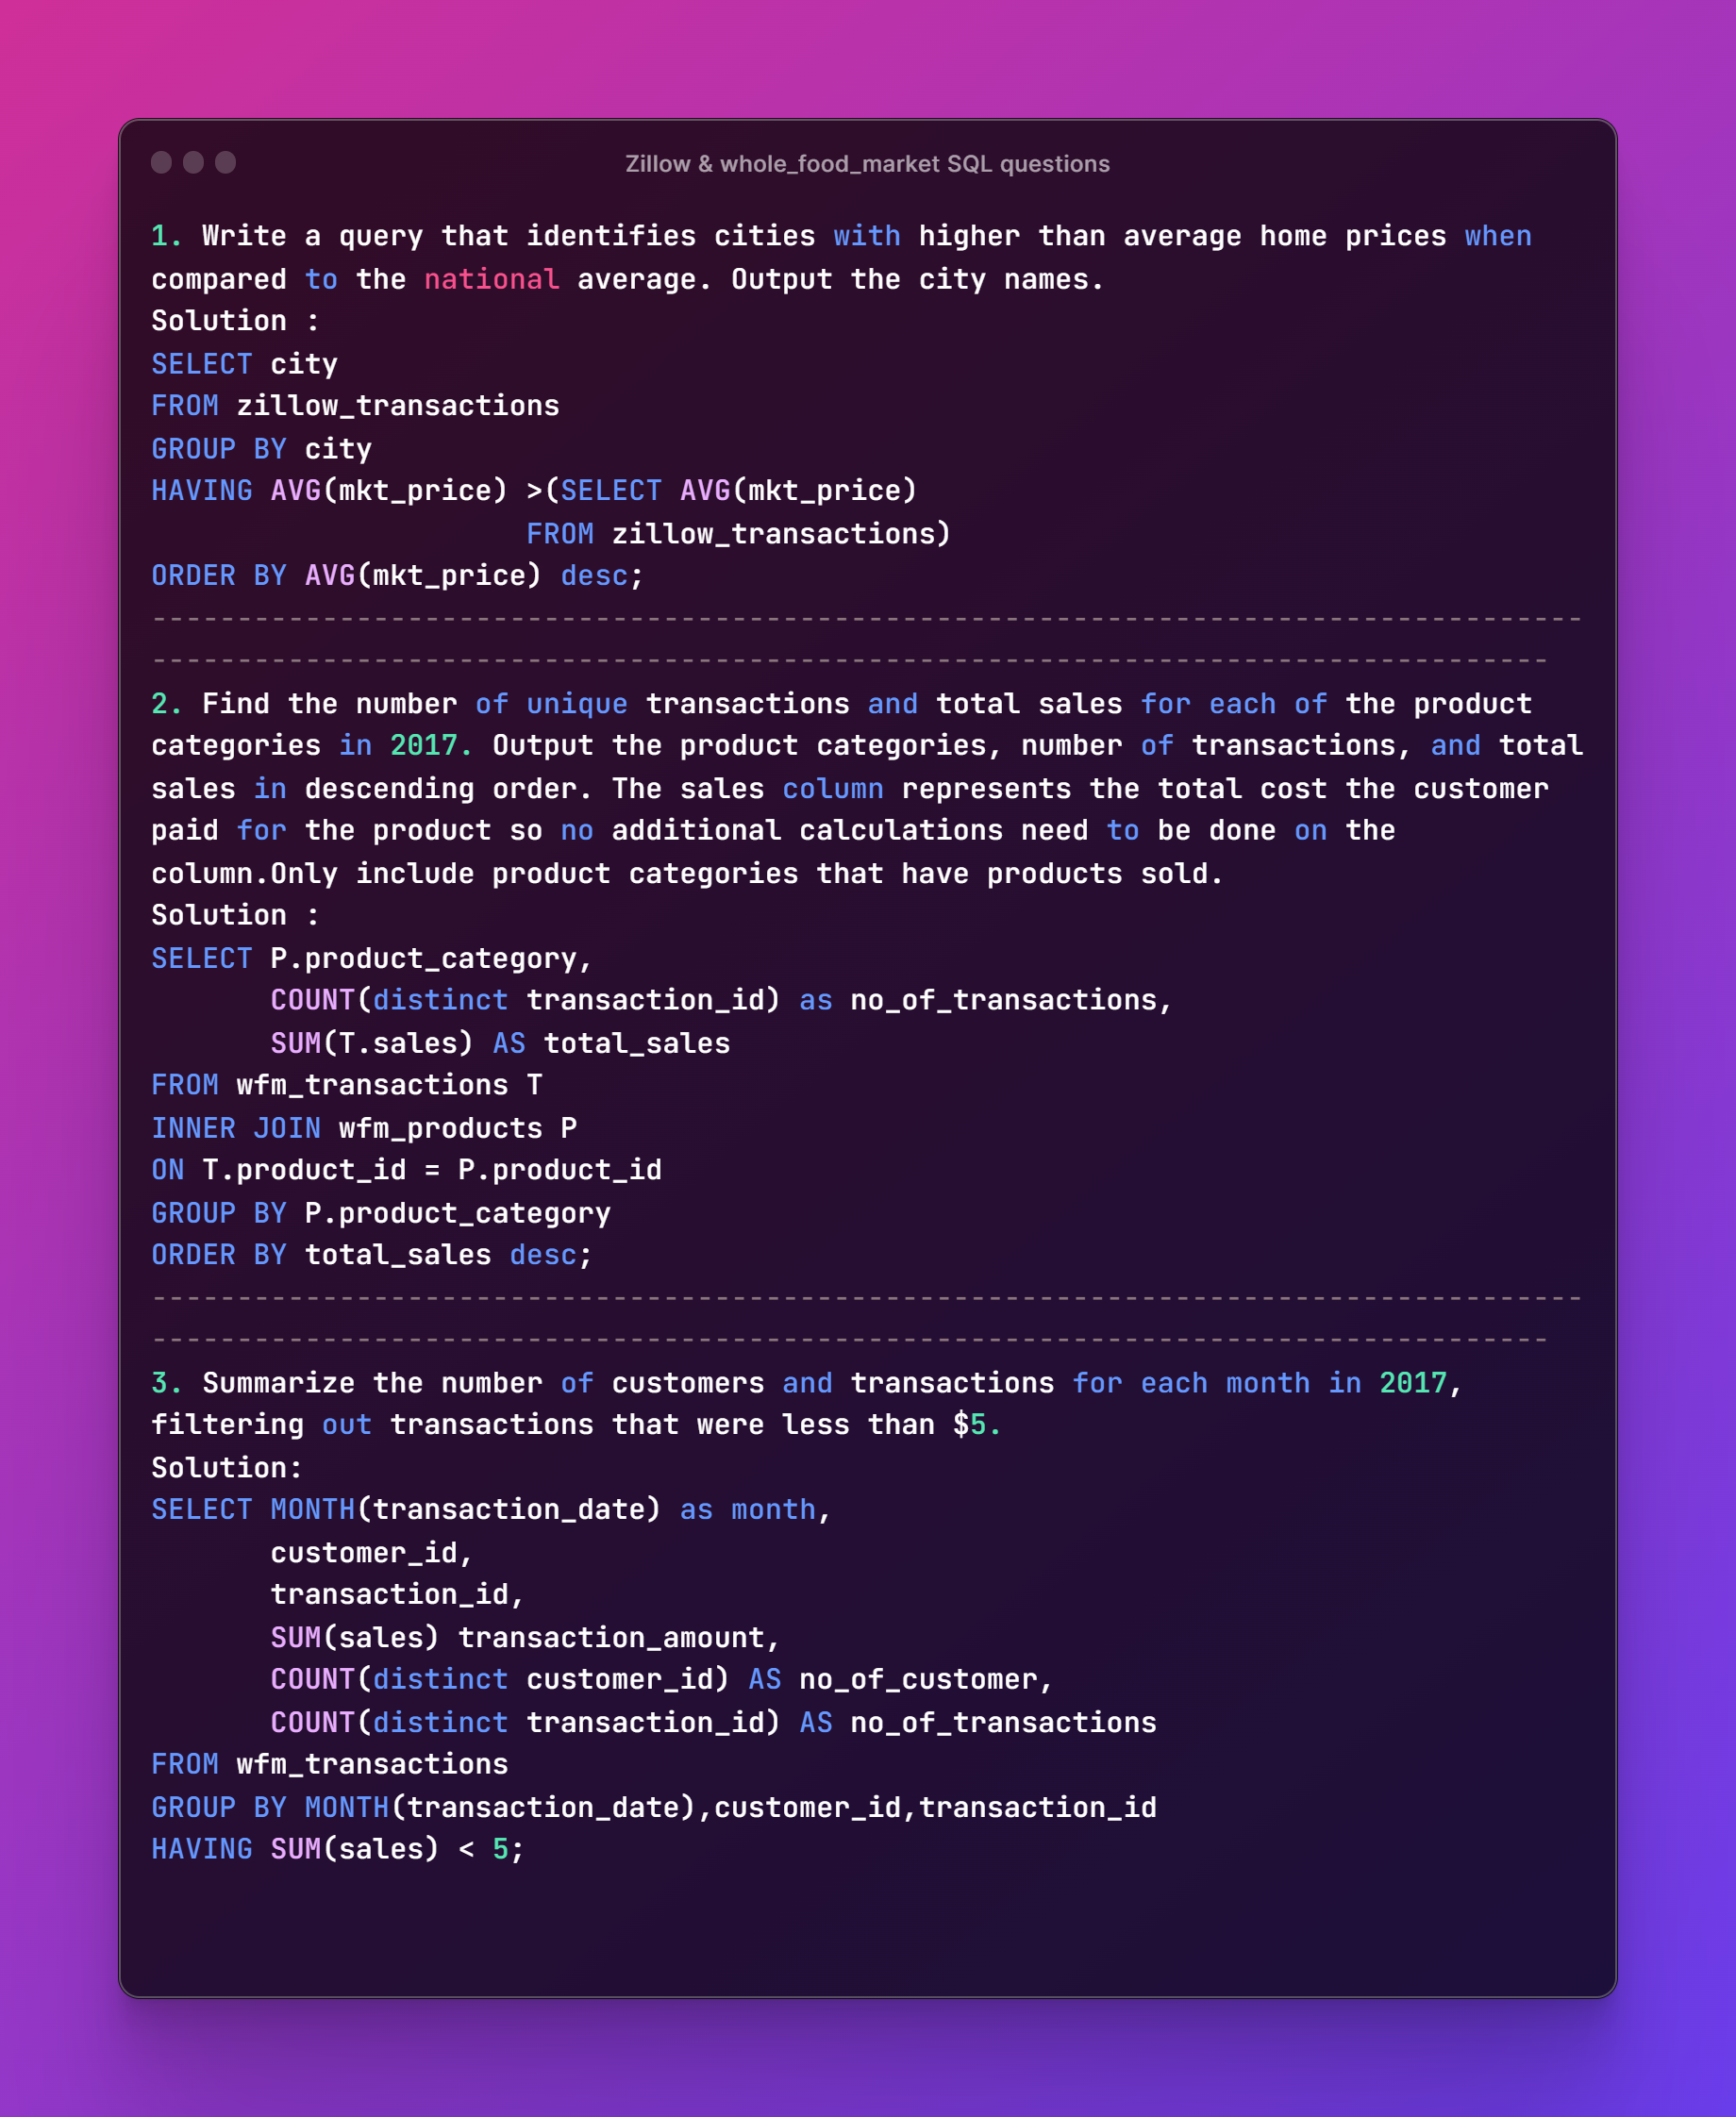 Zillow & whole_food_market SQL questions
1. Write a query that identifies cities with higher than average home prices when
compared to the national average. Output the city names.
Solution :
SELECT city
FROM zillow_transactions
GROUP BY city
HAVING AVG(mkt_price) >(SELECT AVG(mkt_price)
                      FROM zillow_transactions)
ORDER BY AVG(mkt_price) desc;
------------------------------------------------------------------------------------
----------------------------------------------------------------------------------
2. Find the number of unique transactions and total sales for each of the product
categories in 2017. Output the product categories, number of transactions, and total
sales in descending order. The sales column represents the total cost the customer
paid for the product so no additional calculations need to be done on the
column.Only include product categories that have products sold.
Solution :
SELECT P.product_category,
       COUNT(distinct transaction_id) as no_of_transactions,
       SUM(T.sales) AS total_sales
FROM wfm_transactions T
INNER JOIN wfm_products P
ON T.product_id = P.product_id
GROUP BY P.product_category
ORDER BY total_sales desc;
------------------------------------------------------------------------------------
----------------------------------------------------------------------------------
3. Summarize the number of customers and transactions for each month in 2017,
filtering out transactions that were less than $5.
Solution:
SELECT MONTH(transaction_date) as month,
       customer_id,
       transaction_id,
       SUM(sales) transaction_amount,
       COUNT(distinct customer_id) AS no_of_customer,
       COUNT(distinct transaction_id) AS no_of_transactions
FROM wfm_transactions
GROUP BY MONTH(transaction_date),customer_id,transaction_id
HAVING SUM(sales) < 5;